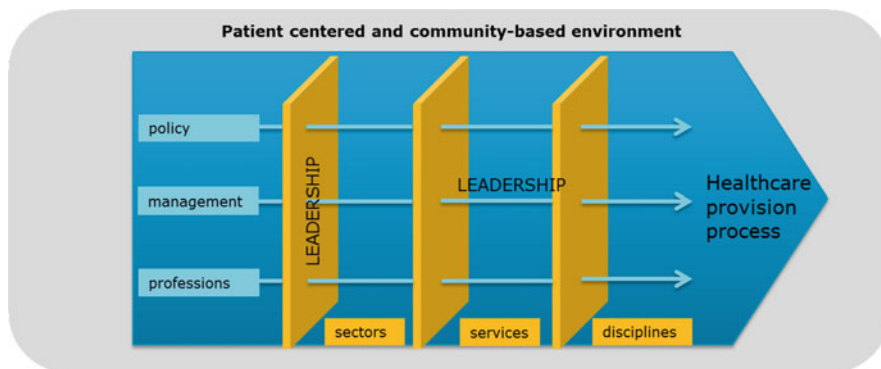 Patient centered and community-based environment
policy
management
professions
LEADERSHIP
LEADERSHIP
Healthcare
provision
process
sectors
services
disciplines